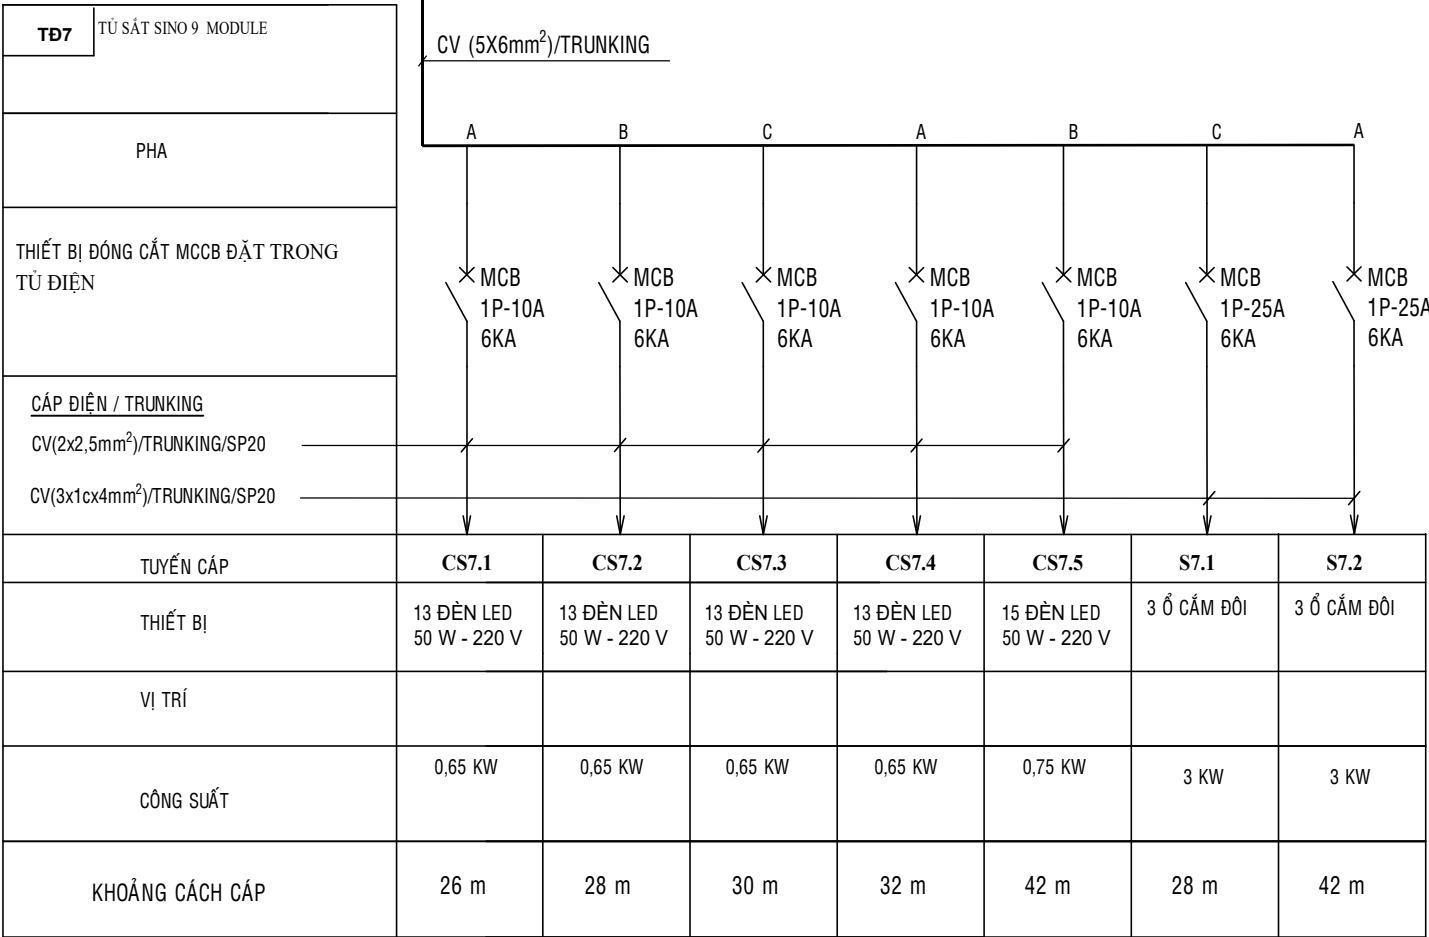 TĐ7
TỦ SẮT SINO 9 MODULE
CV (5X6mm²)/TRUNKING
PHA
A B C A B C A
THIẾT BỊ ĐÓNG CẮT MCCB ĐẶT TRONG
TỦ ĐIỆN
MCB MCB MCB MCB MCB MCB MCB
1P-10A 1P-10A 1P-10A 1P-10A 1P-10A 1P-25A 1P-25A
6KA 6KA 6KA 6KA 6KA 6KA 6KA
CÁP ĐIỆN / TRUNKING
CV(2x2,5mm²)/TRUNKING/SP20
CV(3x1cx4mm²)/TRUNKING/SP20
TUYẾN CÁP CS7.1 CS7.2 CS7.3 CS7.4 CS7.5 S7.1 S7.2
THIẾT BỊ
13 ĐÈN LED 13 ĐÈN LED 13 ĐÈN LED 13 ĐÈN LED 15 ĐÈN LED 3 Ổ CẮM ĐÔI 3 Ổ CẮM ĐÔI
50 W - 220 V 50 W - 220 V 50 W - 220 V 50 W - 220 V 50 W - 220 V
VỊ TRÍ
CÔNG SUẤT 0,65 KW 0,65 KW 0,65 KW 0,65 KW 0,75 KW 3 KW 3 KW
KHOẢNG CÁCH CÁP 26 m 28 m 30 m 32 m 42 m 28 m 42 m